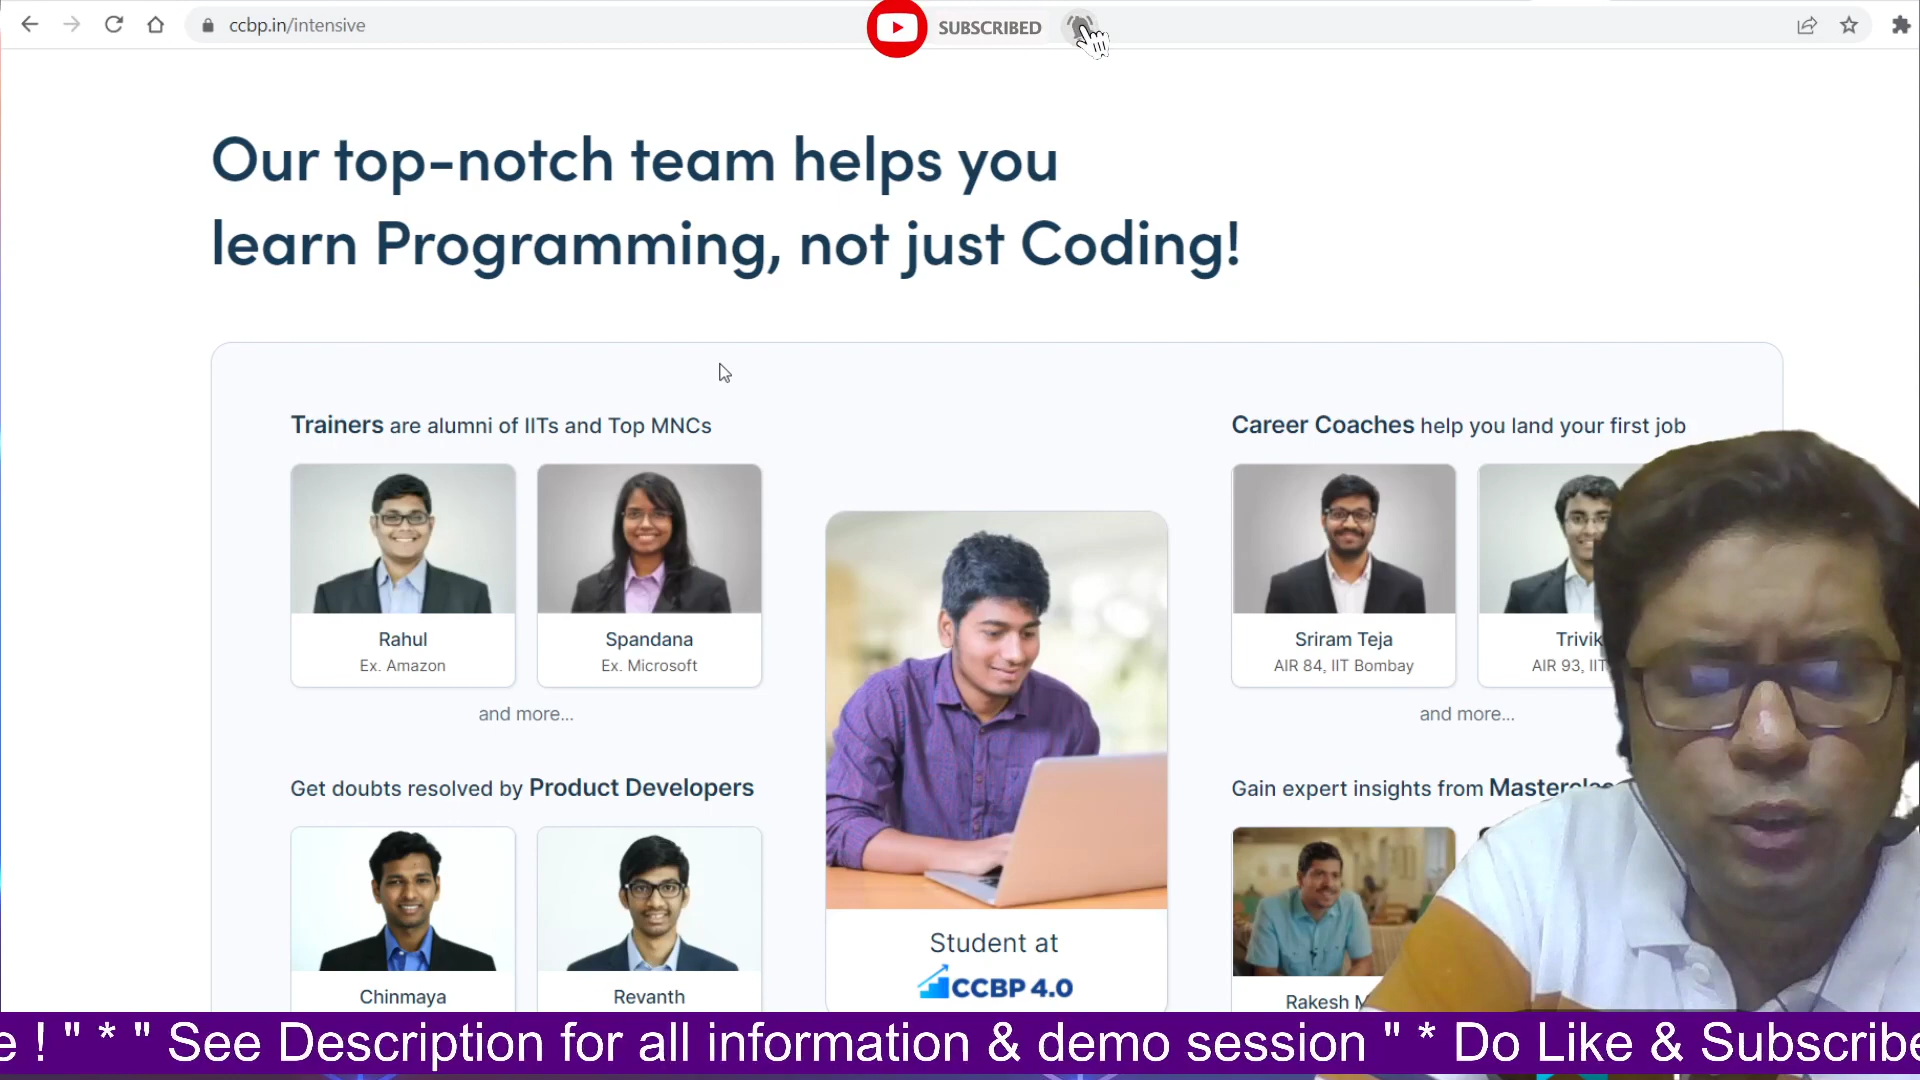 ccbp.in/intensive
SUBSCRIBED
Our top-notch team helps you
learn Programming, not just Coding!
Trainers are alumni of IITs and Top MNCs
Rahul
Ex. Amazon
Spandana
Ex. Microsoft
and more...
Get doubts resolved by Product Developers
Chinmaya
Revanth
Student at
CCBP 4.0
Career Coaches help you land your first job
Sriram Teja
AIR 84, IIT Bombay
Trivik
AIR 93, IIT
and more...
Gain expert insights from
Rakesh
e ! " * " See Description for all information & demo session " * Do Like & Subscribe